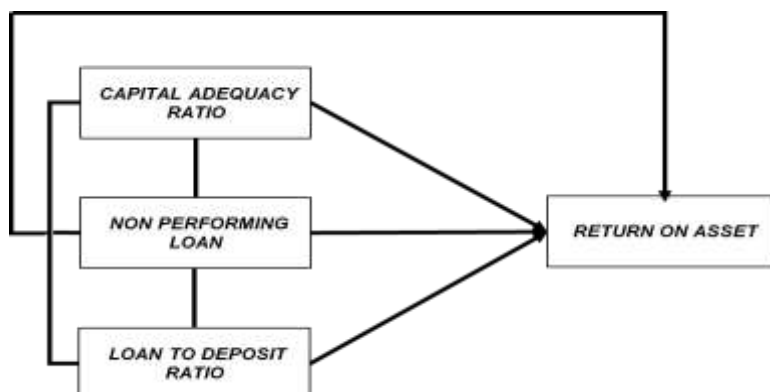 CAPITAL ADEQUACY
RATIO
NON PERFORMING
LOAN
RETURN ON ASSET
LOAN TO DEPOSIT
RATIO